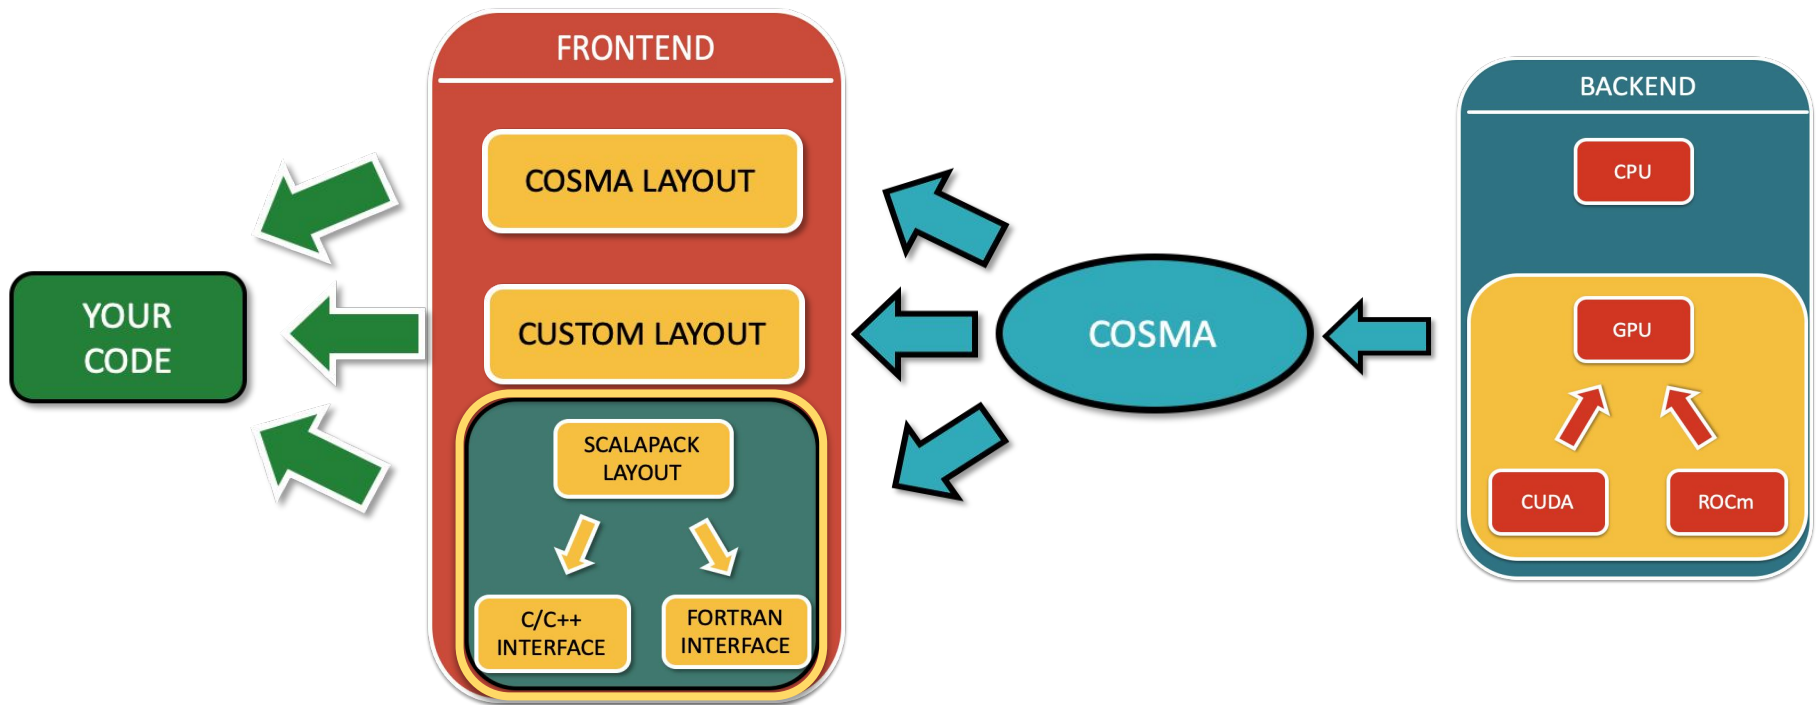 FRONTEND
COSMA LAYOUT
CUSTOM LAYOUT
SCALAPACK
LAYOUT
C/C++
INTERFACE
FORTRAN
INTERFACE
YOUR
CODE
COSMA
BACKEND
CPU
GPU
CUDA
ROCm